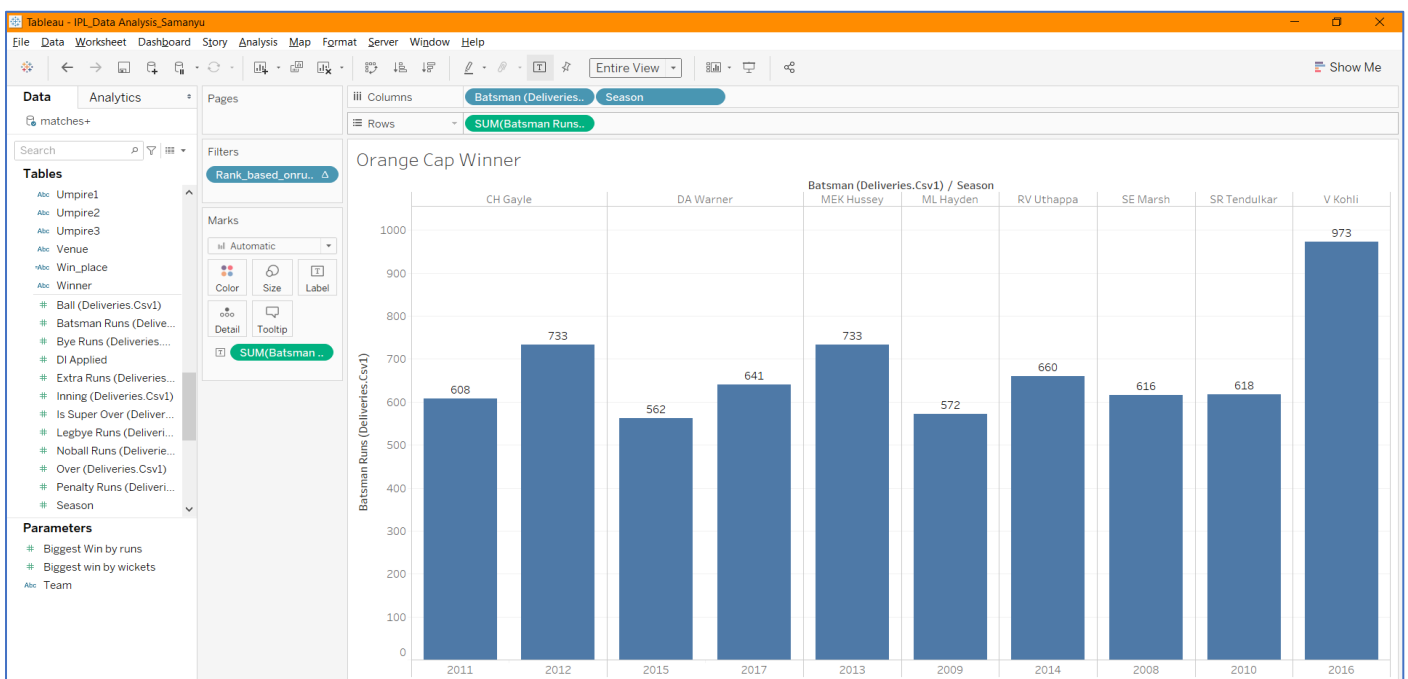 Tableau - IPL_Data Analysis_Samanyu
File Data Worksheet Dashboard Story Analysis Map Format Server Window Help
Entire View
Show Me
Data Analytics
matches+
Search
Tables
Abc Umpire1
Abc Umpire2
Abc Umpire3
Abc Venue
=Abc Win_place
Abc Winner
# Ball (Deliveries.Csv1)
# Batsman Runs (Delive...
# Bye Runs (Deliveries....
# Dl Applied
# Extra Runs (Deliveries...
# Inning (Deliveries.Csv1)
# Is Super Over (Deliver...
# Legbye Runs (Deliveri...
# Noball Runs (Deliverie...
# Over (Deliveries.Csv1)
# Penalty Runs (Deliveri...
# Season
Parameters
# Biggest Win by runs
# Biggest win by wickets
Abc Team
Pages
Filters
Rank_based_onru.. Δ
Marks
Automatic
Color Size Label
Detail Tooltip
SUM(Batsman ..
Columns Batsman (Deliveries.. Season
Rows SUM(Batsman Runs..
Orange Cap Winner
Batsman (Deliveries.Csv1) / Season
CH Gayle DA Warner MEK Hussey ML Hayden RV Uthappa SE Marsh SR Tendulkar V Kohli
Batsman Runs (Deliveries.Csv1)
1000
900
800
700
600
500
400
300
200
100
0
608 733 562 641 733 572 660 616 618 973
2011 2012 2015 2017 2013 2009 2014 2008 2010 2016